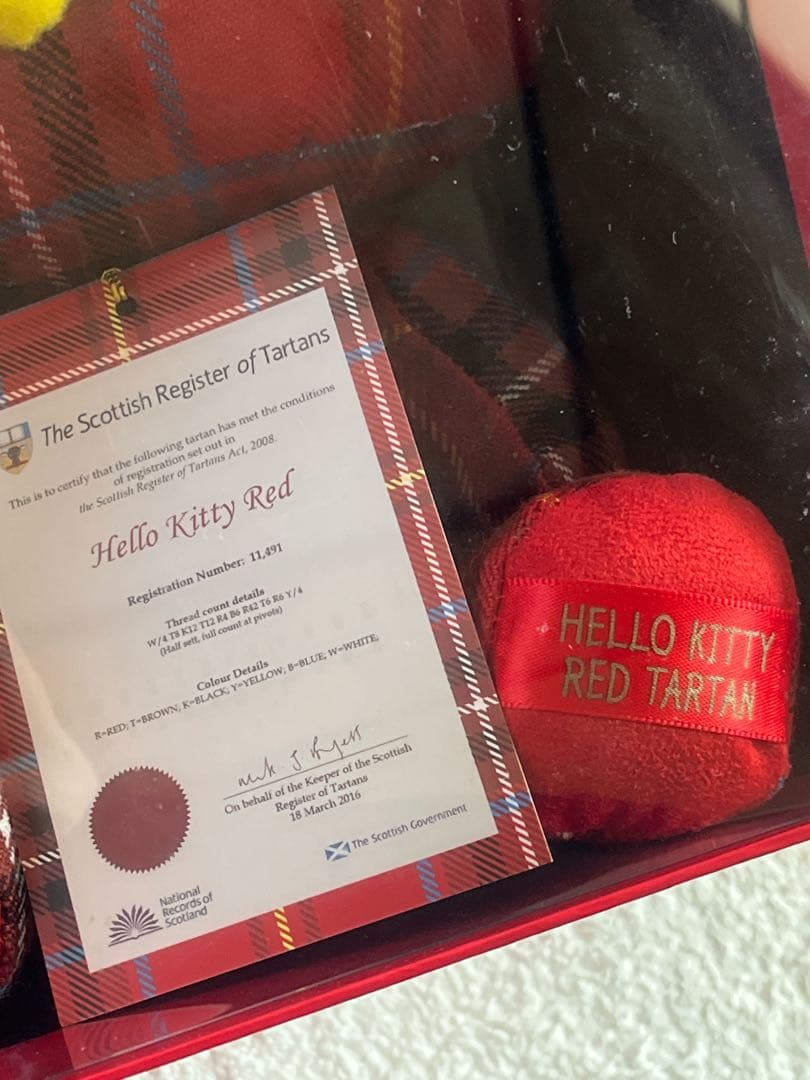 The Scottish Register of Tartans
This is to certify that the following tartan has met the conditions
of registration set out in
the Scottish Register of Tartans Act, 2008.
Hello Kitty Red
Registration Number: 11,491
Thread count details
W/4 T8 K12 T12 R4 B6 R42 T6 R6 Y/4
(Half sett, full count at pivots)
Colour Details
R=RED; T=BROWN; K=BLACK; Y=YELLOW; B=BLUE; W=WHITE;
On behalf of the Keeper of the Scottish
Register of Tartans
18 March 2016
The Scottish Government
National
Records of
Scotland
HELLO KITTY
RED TARTAN